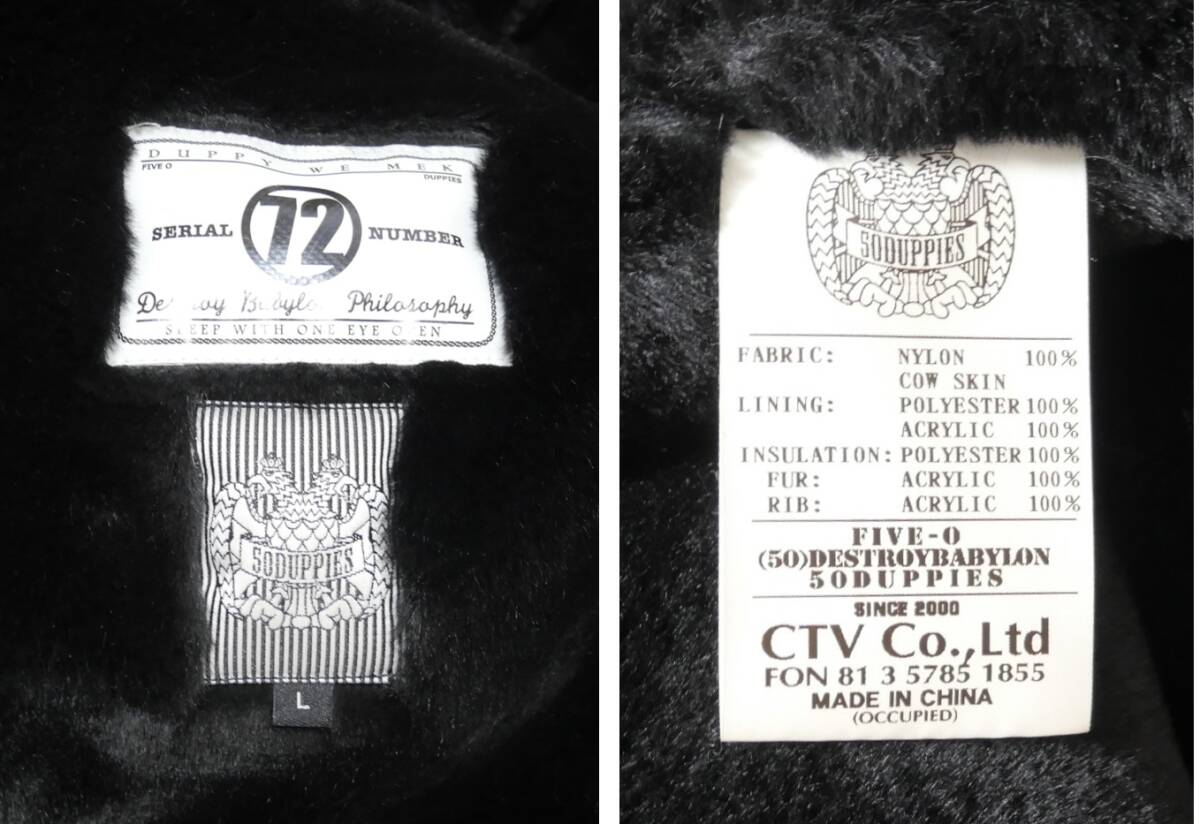 DUPPY WE MEK
FIVE O
DUPPIES
SERIAL 72 NUMBER
Philosophy
SLEEP WITH ONE EYE OPEN
50DUPPIES
L
50DUPPIES
FABRIC: NYLON 100%
COW SKIN
LINING: POLYESTER 100%
ACRYLIC 100%
INSULATION: POLYESTER 100%
FUR: ACRYLIC 100%
RIB: ACRYLIC 100%
FIVE-O
(50)DESTROYBABYLON
50DUPPIES
SINCE 2000
CTV Co.,Ltd
FON 81 3 5785 1855
MADE IN CHINA
(OCCUPIED)